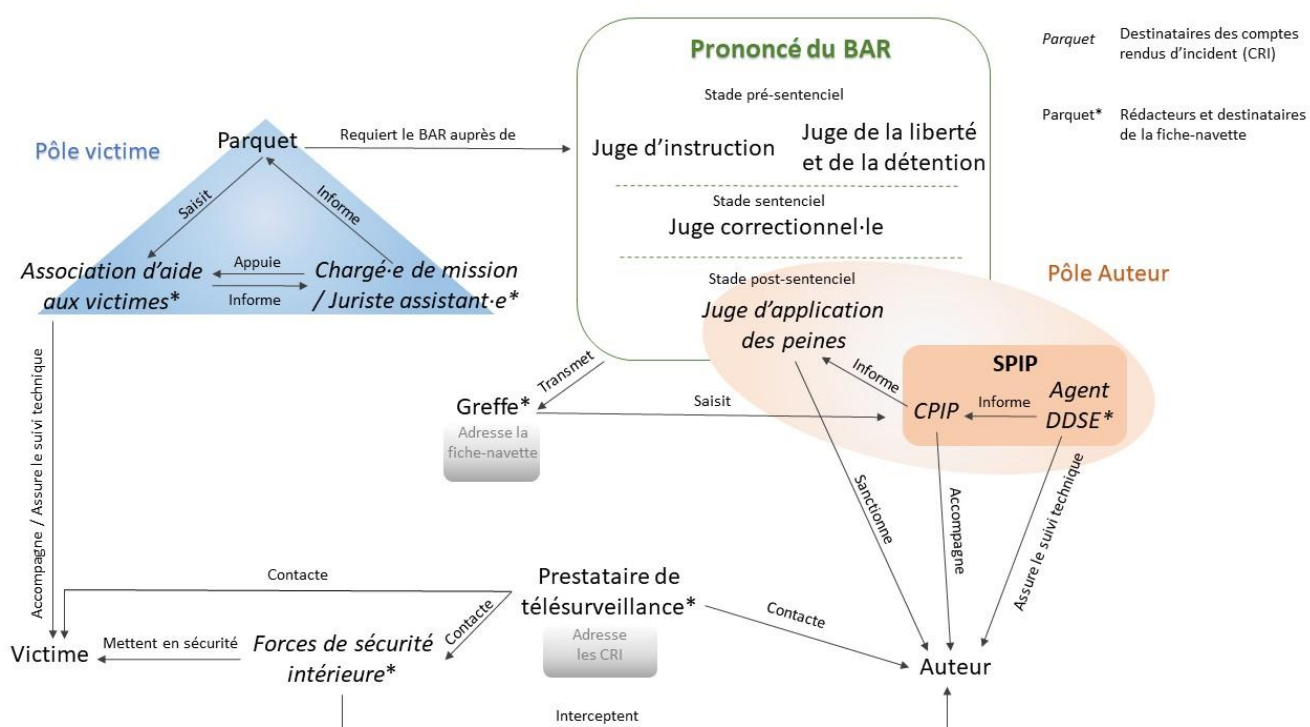 Prononcé du BAR
Stade pré-sentenciel
Juge d'instruction
Juge de la liberté
et de la détention
Stade sentenciel
Juge correctionnel·le
Stade post-sentenciel
Juge d'application
des peines
Parquet
Destinataires des comptes
rendus d'incident (CRI)
Parquet*
Rédacteurs et destinataires
de la fiche-navette
Pôle victime
Parquet
Requiert le BAR auprès de
Saisit
Informe
Association d'aide
aux victimes*
Appuie
Informe
Chargé·e de mission
/ Juriste assistant·e*
Pôle Auteur
SPIP
Informe
CPIP
Informe
Agent
DDSE*
Transmet
Greffe*
Adresse la
fiche-navette
Saisit
Accompagne / Assure le suivi technique
Sanctionne
Accompagne
Assure le suivi technique
Contacte
Prestataire de
télésurveillance*
Adresse
les CRI
Contacte
Contacte
Victime
Mettent en sécurité
Forces de sécurité
intérieure*
Auteur
Interceptent